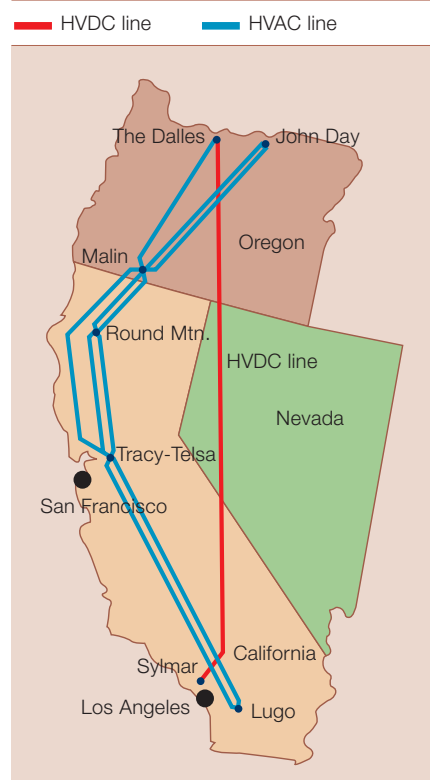 HVDC line HVAC line
The Dalles John Day
Oregon
Malin
Round Mtn.
HVDC line
Nevada
Tracy-Telsa
San Francisco
California
Sylmar
Los Angeles
Lugo